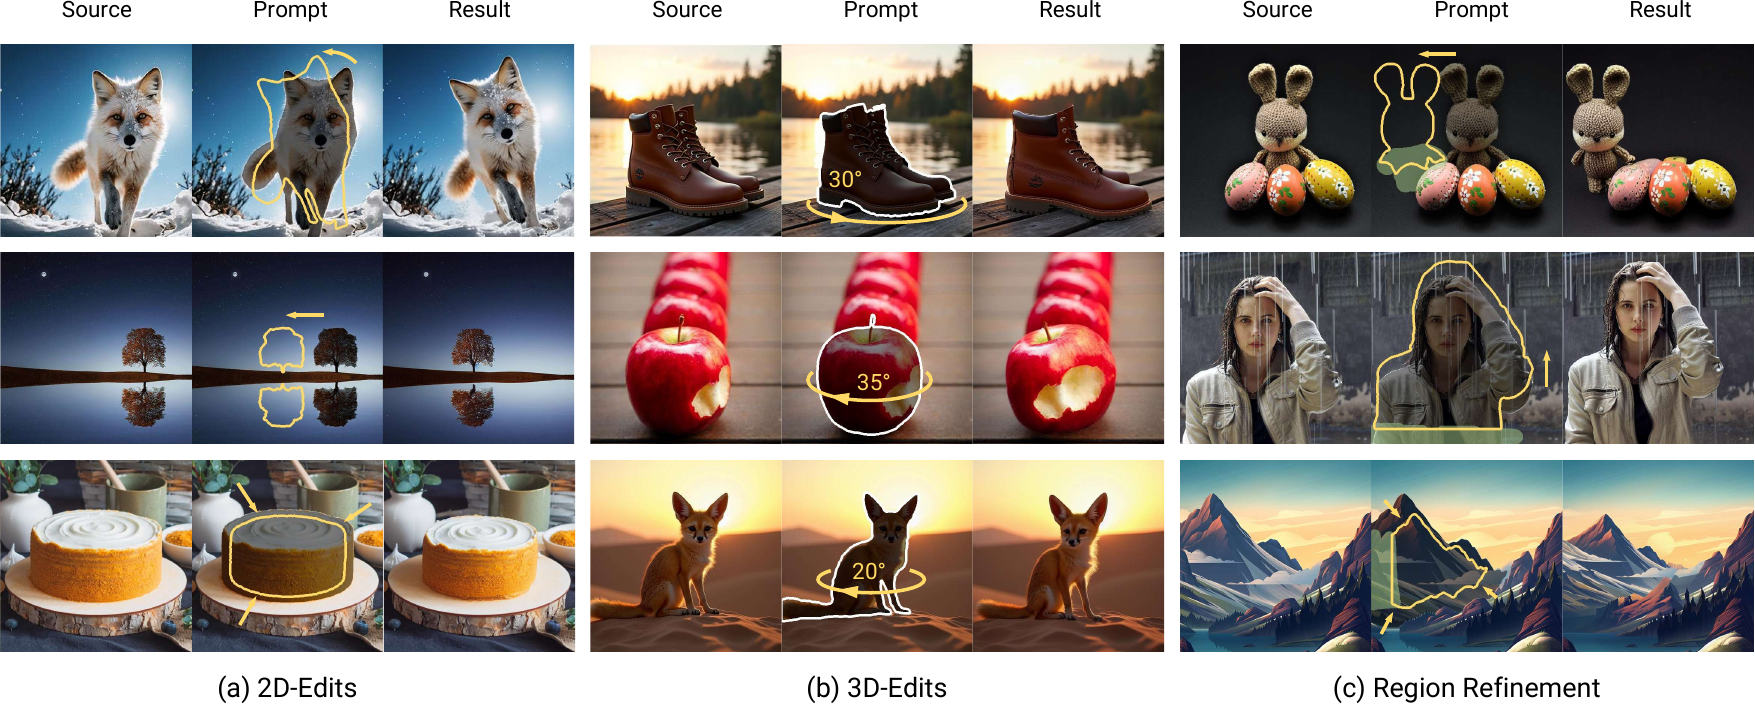 Source Prompt Result Source Prompt Result Source Prompt Result
30°
35°
20°
(a) 2D-Edits (b) 3D-Edits (c) Region Refinement